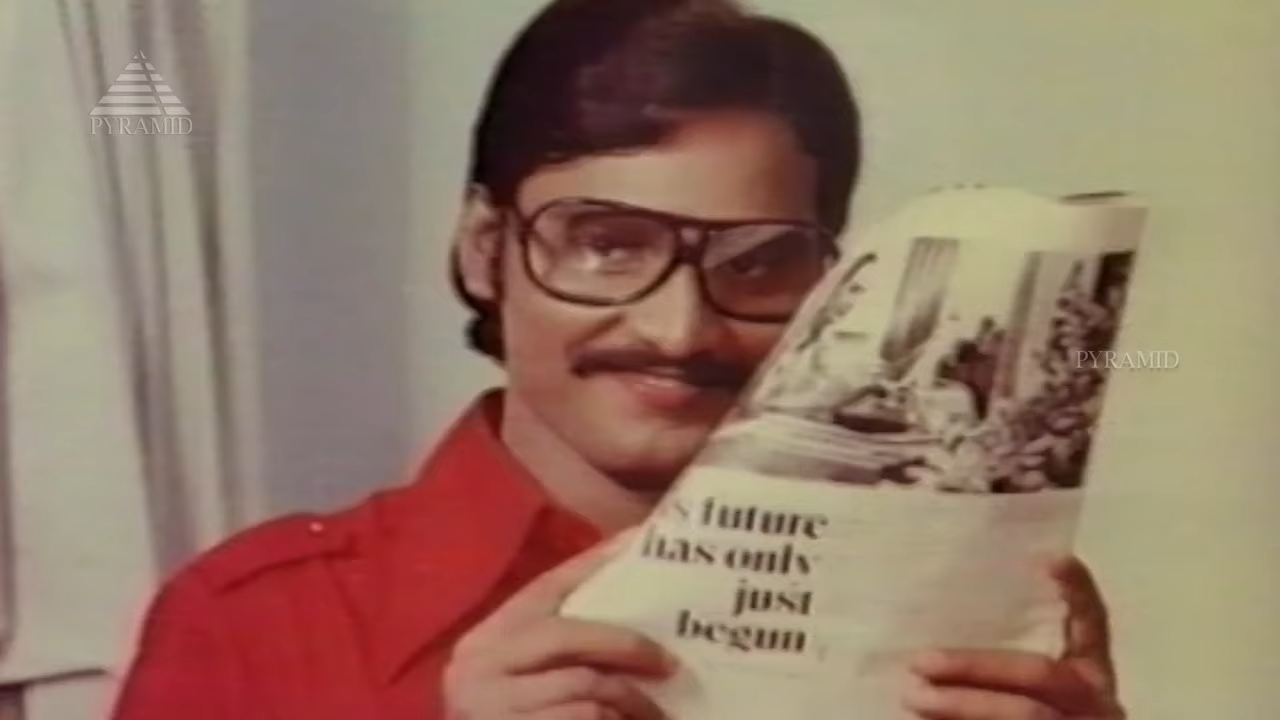 PYRAMID
PYRAMID
s future
has only
just
begun